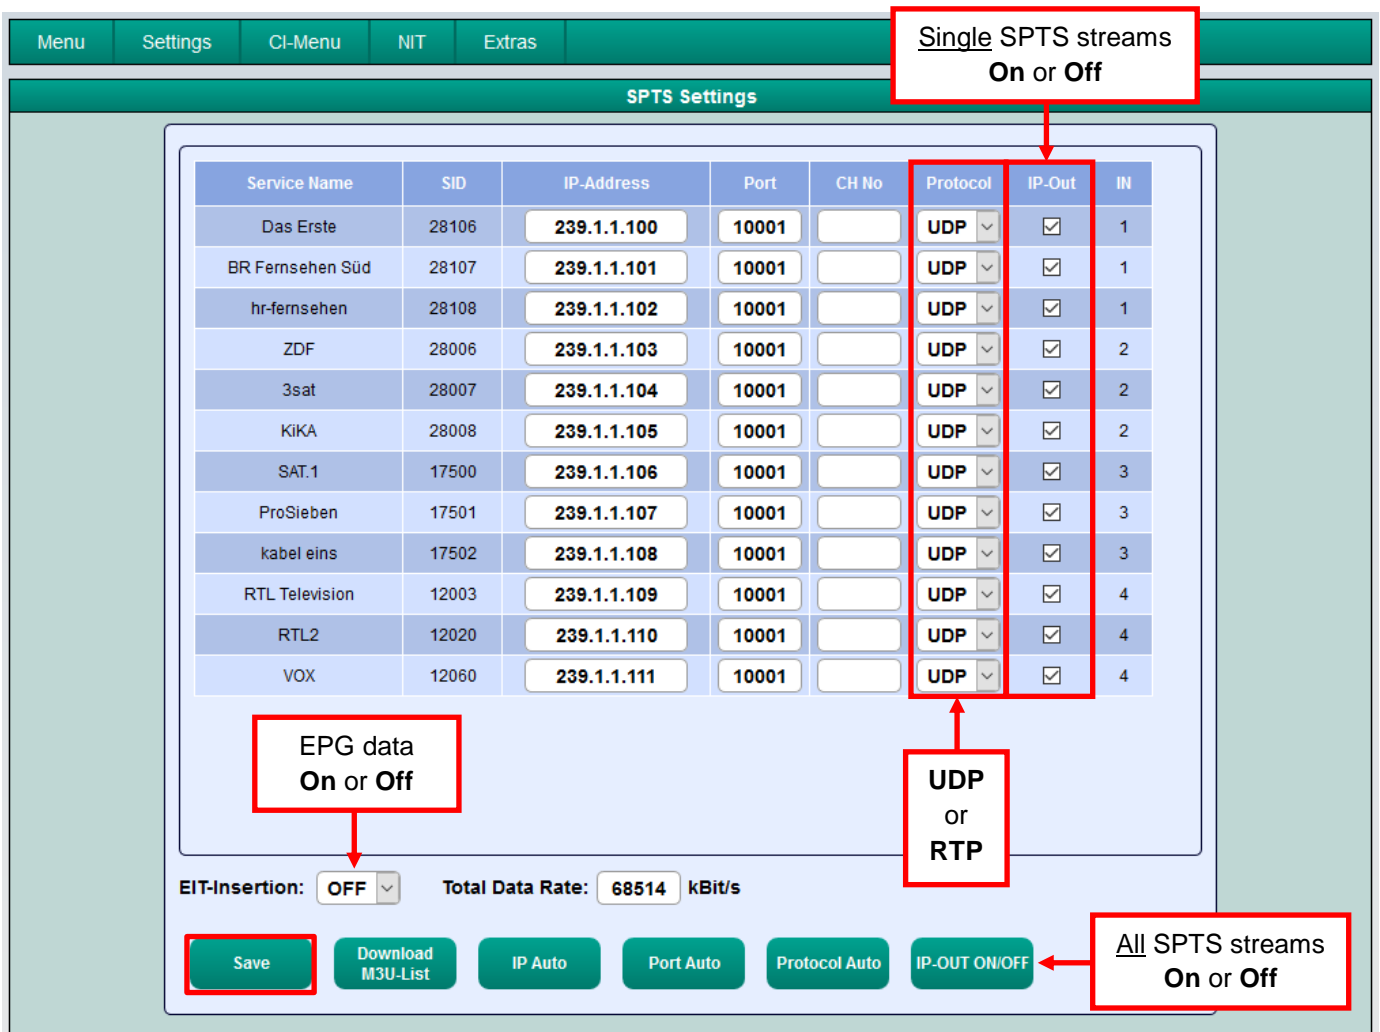 Menu Settings CI-Menu NIT Extras
Single SPTS streams
On or Off
SPTS Settings
Service Name SID IP-Address Port CH No Protocol IP-Out IN
Das Erste 28106 239.1.1.100 10001 UDP 1
BR Fernsehen Süd 28107 239.1.1.101 10001 UDP 1
hr-fernsehen 28108 239.1.1.102 10001 UDP 1
ZDF 28006 239.1.1.103 10001 UDP 2
3sat 28007 239.1.1.104 10001 UDP 2
KiKA 28008 239.1.1.105 10001 UDP 2
SAT.1 17500 239.1.1.106 10001 UDP 3
ProSieben 17501 239.1.1.107 10001 UDP 3
kabel eins 17502 239.1.1.108 10001 UDP 3
RTL Television 12003 239.1.1.109 10001 UDP 4
RTL2 12020 239.1.1.110 10001 UDP 4
VOX 12060 239.1.1.111 10001 UDP 4
EPG data
On or Off
UDP
or
RTP
EIT-Insertion: OFF Total Data Rate: 68514 kBit/s
Save
Download
M3U-List
IP Auto
Port Auto
Protocol Auto
IP-OUT ON/OFF
All SPTS streams
On or Off